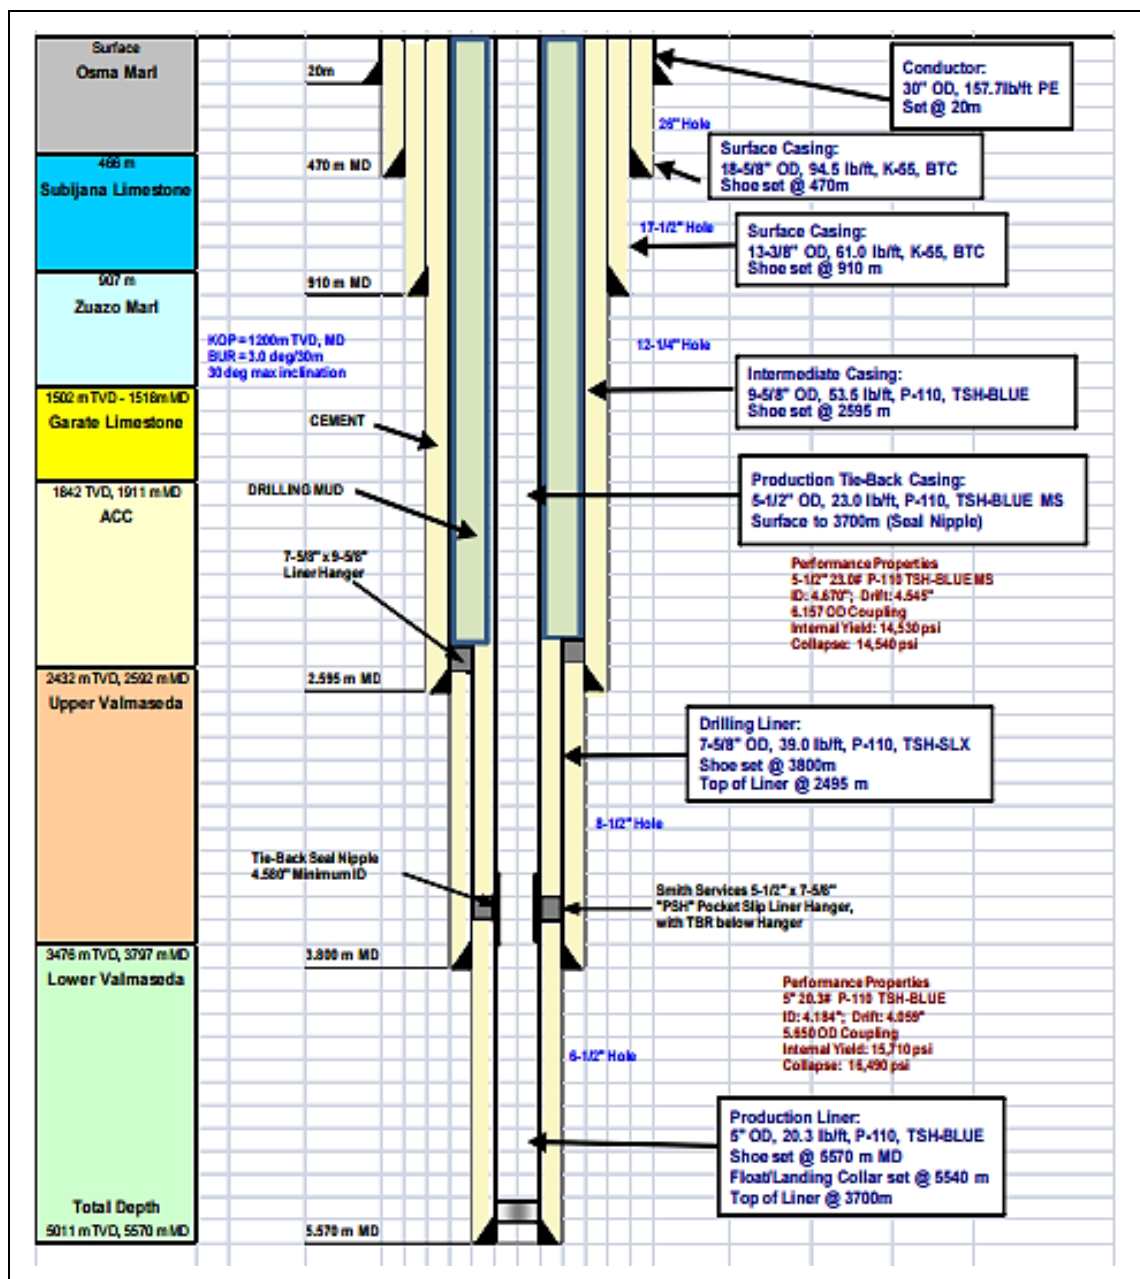 Surface
Osma Marl
466 m
Subijana Limestone
907 m
Zuazo Marl
1502 m TVD - 1518m MD
Garate Limestone
1842 TVD, 1911 m MD
ACC
2432 m TVD, 2592 m MD
Upper Valmaseda
3476 m TVD, 3797 m MD
Lower Valmaseda
Total Depth
5011 m TVD, 5570 m MD
20m
470 m MD
910 m MD
KOP = 1200m TVD, MD
BUR = 3.0 deg/30m
30 deg max inclination
CEMENT
DRILLING MUD
7-5/8" x 9-5/8"
Liner Hanger
2.595 m MD
Tie-Back Seal Nipple
4.580" Minimum ID
3.800 m MD
5.570 m MD
Conductor:
30" OD, 157.7lb/ft PE
Set @ 20m
26" Hole
Surface Casing:
18-5/8" OD, 94.5 lb/ft, K-55, BTC
Shoe set @ 470m
17-1/2" Hole
Surface Casing:
13-3/8" OD, 61.0 lb/ft, K-55, BTC
Shoe set @ 910 m
12-1/4" Hole
Intermediate Casing:
9-5/8" OD, 53.5 lb/ft, P-110, TSH-BLUE
Shoe set @ 2595 m
Production Tie-Back Casing:
5-1/2" OD, 23.0 lb/ft, P-110, TSH-BLUE MS
Surface to 3700m (Seal Nipple)
Performance Properties
5-1/2" 23.0# P-110 TSH-BLUE MS
ID: 4.670"; Drift: 4.545"
6.157 OD Coupling
Internal Yield: 14,530 psi
Collapse: 14,540 psi
Drilling Liner:
7-5/8" OD, 39.0 lb/ft, P-110, TSH-SLX
Shoe set @ 3800m
Top of Liner @ 2495 m
8-1/2" Hole
Smith Services 5-1/2" x 7-5/8"
"PSH" Pocket Slip Liner Hanger,
with TBR below Hanger
Performance Properties
5" 20.3# P-110 TSH-BLUE
ID: 4.184"; Drift: 4.059"
5.650 OD Coupling
Internal Yield: 15,710 psi
Collapse: 16,490 psi
6-1/2" Hole
Production Liner:
5" OD, 20.3 lb/ft, P-110, TSH-BLUE
Shoe set @ 5570 m MD
Float/Landing Collar set @ 5540 m
Top of Liner @ 3700m